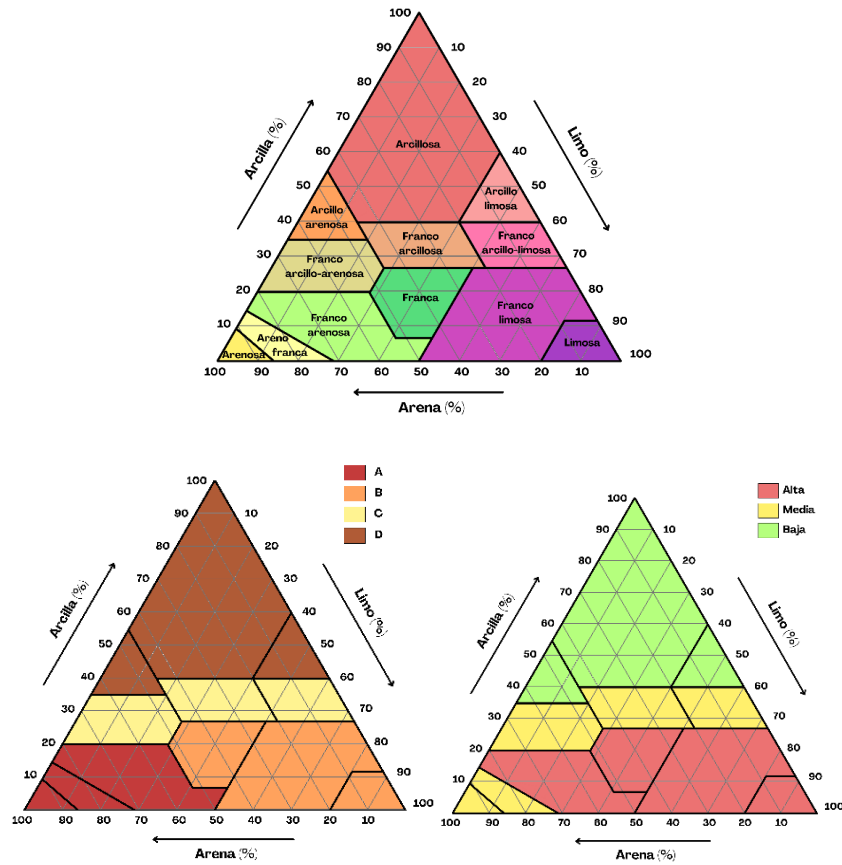 100
90
10
80
20
70
30
Arcilla (%)
Limo (%)
60
Arcillosa
40
50
Arcillo
limosa
50
40
Arcillo
arenosa
60
30
Franco
arcillo-arenosa
Franco
arcillosa
Franco
arcillo-limosa
70
20
Franca
80
10
Franco
arenosa
Franco
limosa
90
Arenosa
Areno
franca
Limosa
100
100
90
80
70
60
50
40
30
20
10
Arena (%)
A
B
C
D
100
90
10
80
20
70
30
Arcilla (%)
Limo (%)
60
40
50
50
40
60
30
70
20
80
10
90
100
100
90
80
70
60
50
40
30
20
10
Arena (%)
Alta
Media
Baja
100
90
10
80
20
70
30
Arcilla (%)
Limo (%)
60
40
50
50
40
60
30
70
20
80
10
90
100
100
90
80
70
60
50
40
30
20
10
Arena (%)